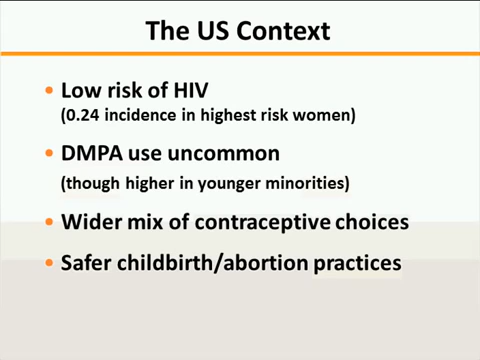 The US Context
• Low risk of HIV
(0.24 incidence in highest risk women)
• DMPA use uncommon
(though higher in younger minorities)
• Wider mix of contraceptive choices
• Safer childbirth/abortion practices